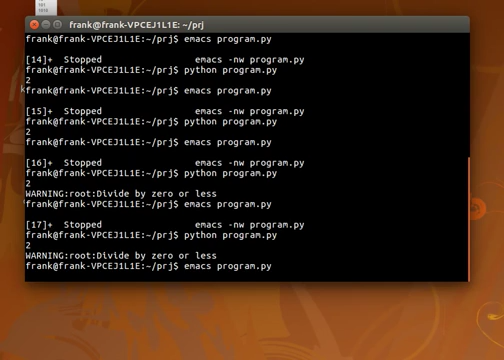 191
frank@frank-VPCEJ1L1E: ~/prj
frank@frank-VPCEJ1L1E:~/prj$ emacs program.py
[14]+  Stopped                 emacs -nw program.py
frank@frank-VPCEJ1L1E:~/prj$ python program.py
2
frank@frank-VPCEJ1L1E:~/prj$ emacs program.py
[15]+  Stopped                 emacs -nw program.py
frank@frank-VPCEJ1L1E:~/prj$ python program.py
2
frank@frank-VPCEJ1L1E:~/prj$ emacs program.py
[16]+  Stopped                 emacs -nw program.py
frank@frank-VPCEJ1L1E:~/prj$ python program.py
2
WARNING:root:Divide by zero or less
frank@frank-VPCEJ1L1E:~/prj$ emacs program.py
[17]+  Stopped                 emacs -nw program.py
frank@frank-VPCEJ1L1E:~/prj$ python program.py
2
WARNING:root:Divide by zero or less
frank@frank-VPCEJ1L1E:~/prj$ emacs program.py